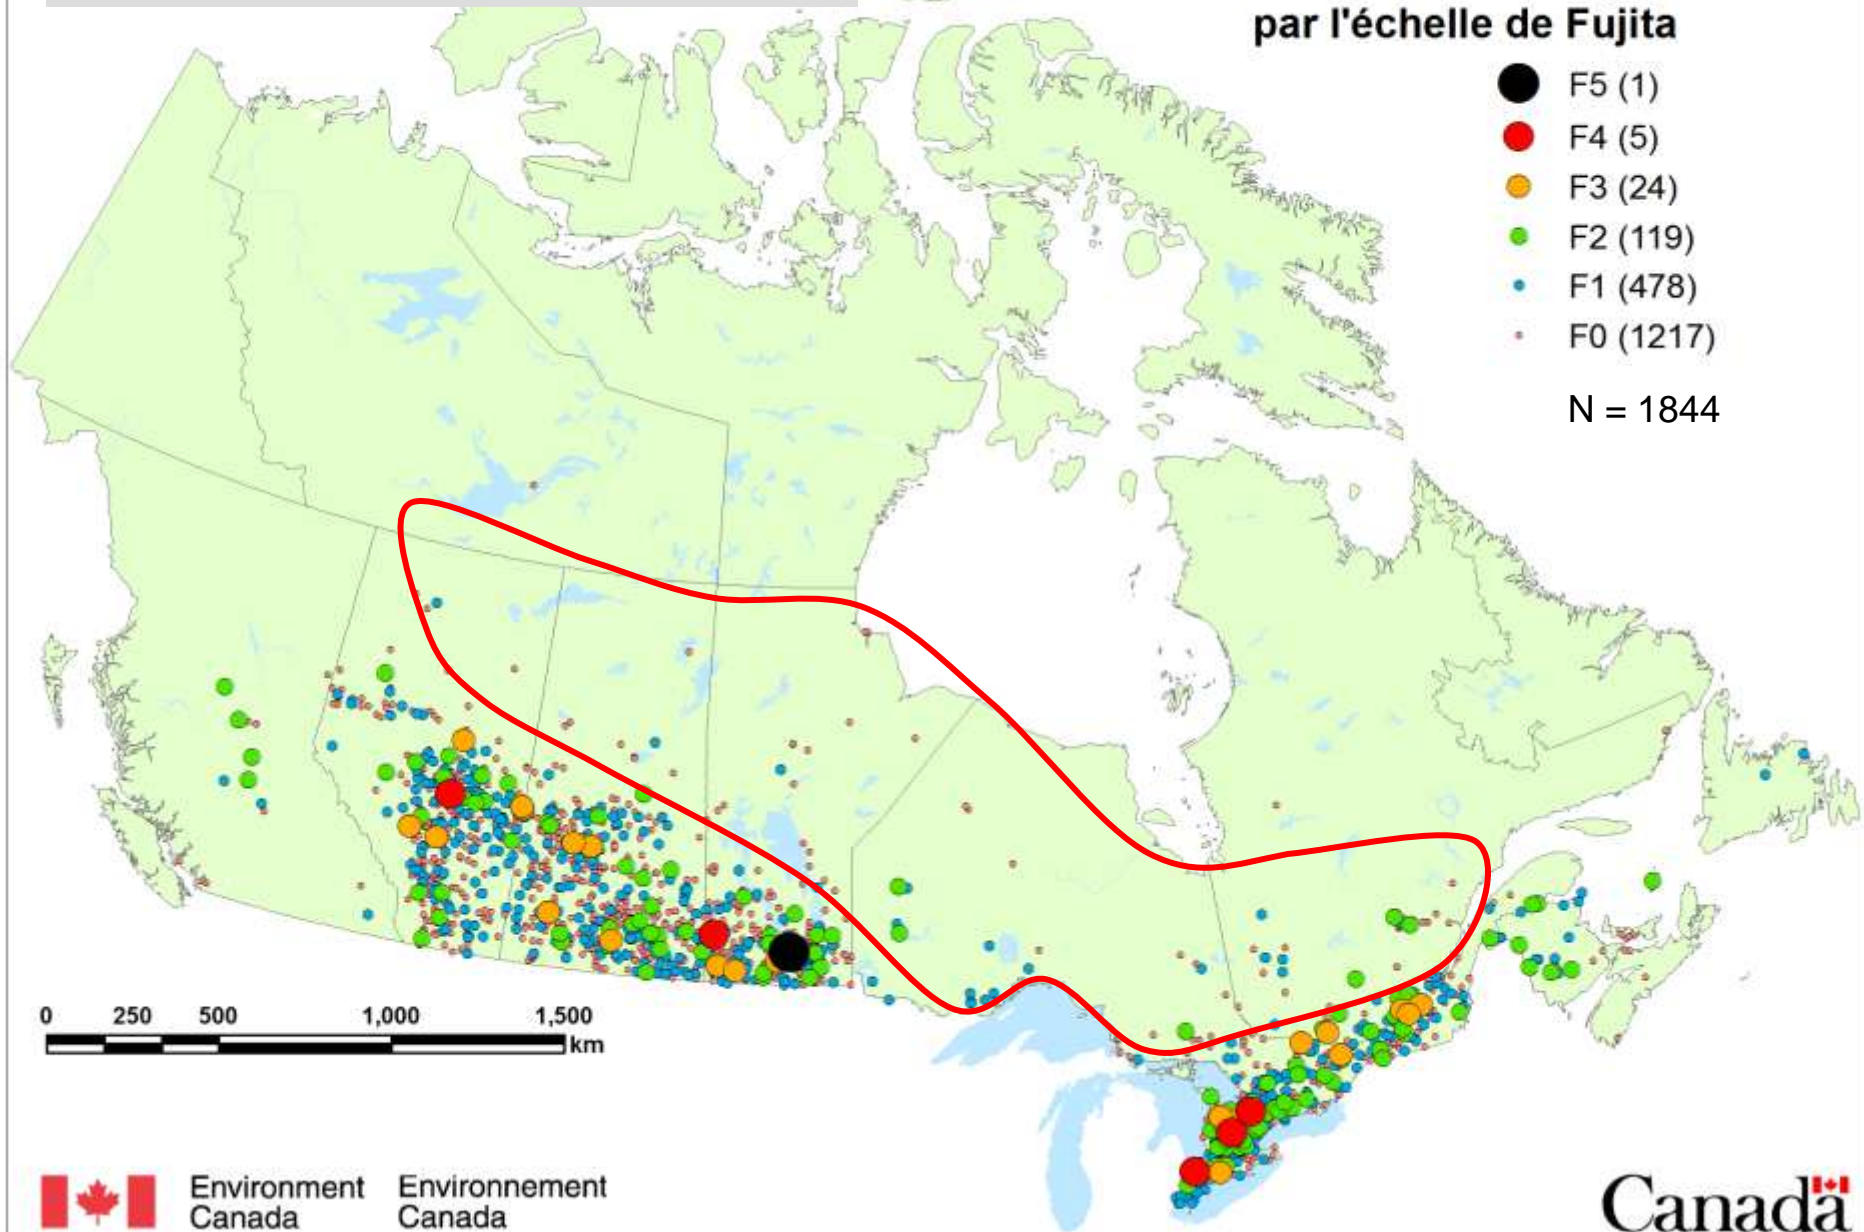 par l'échelle de Fujita
F5 (1)
F4 (5)
F3 (24)
F2 (119)
F1 (478)
F0 (1217)
N = 1844
0 250 500 1,000 1,500
km
Environment Canada
Environnement Canada
Canada